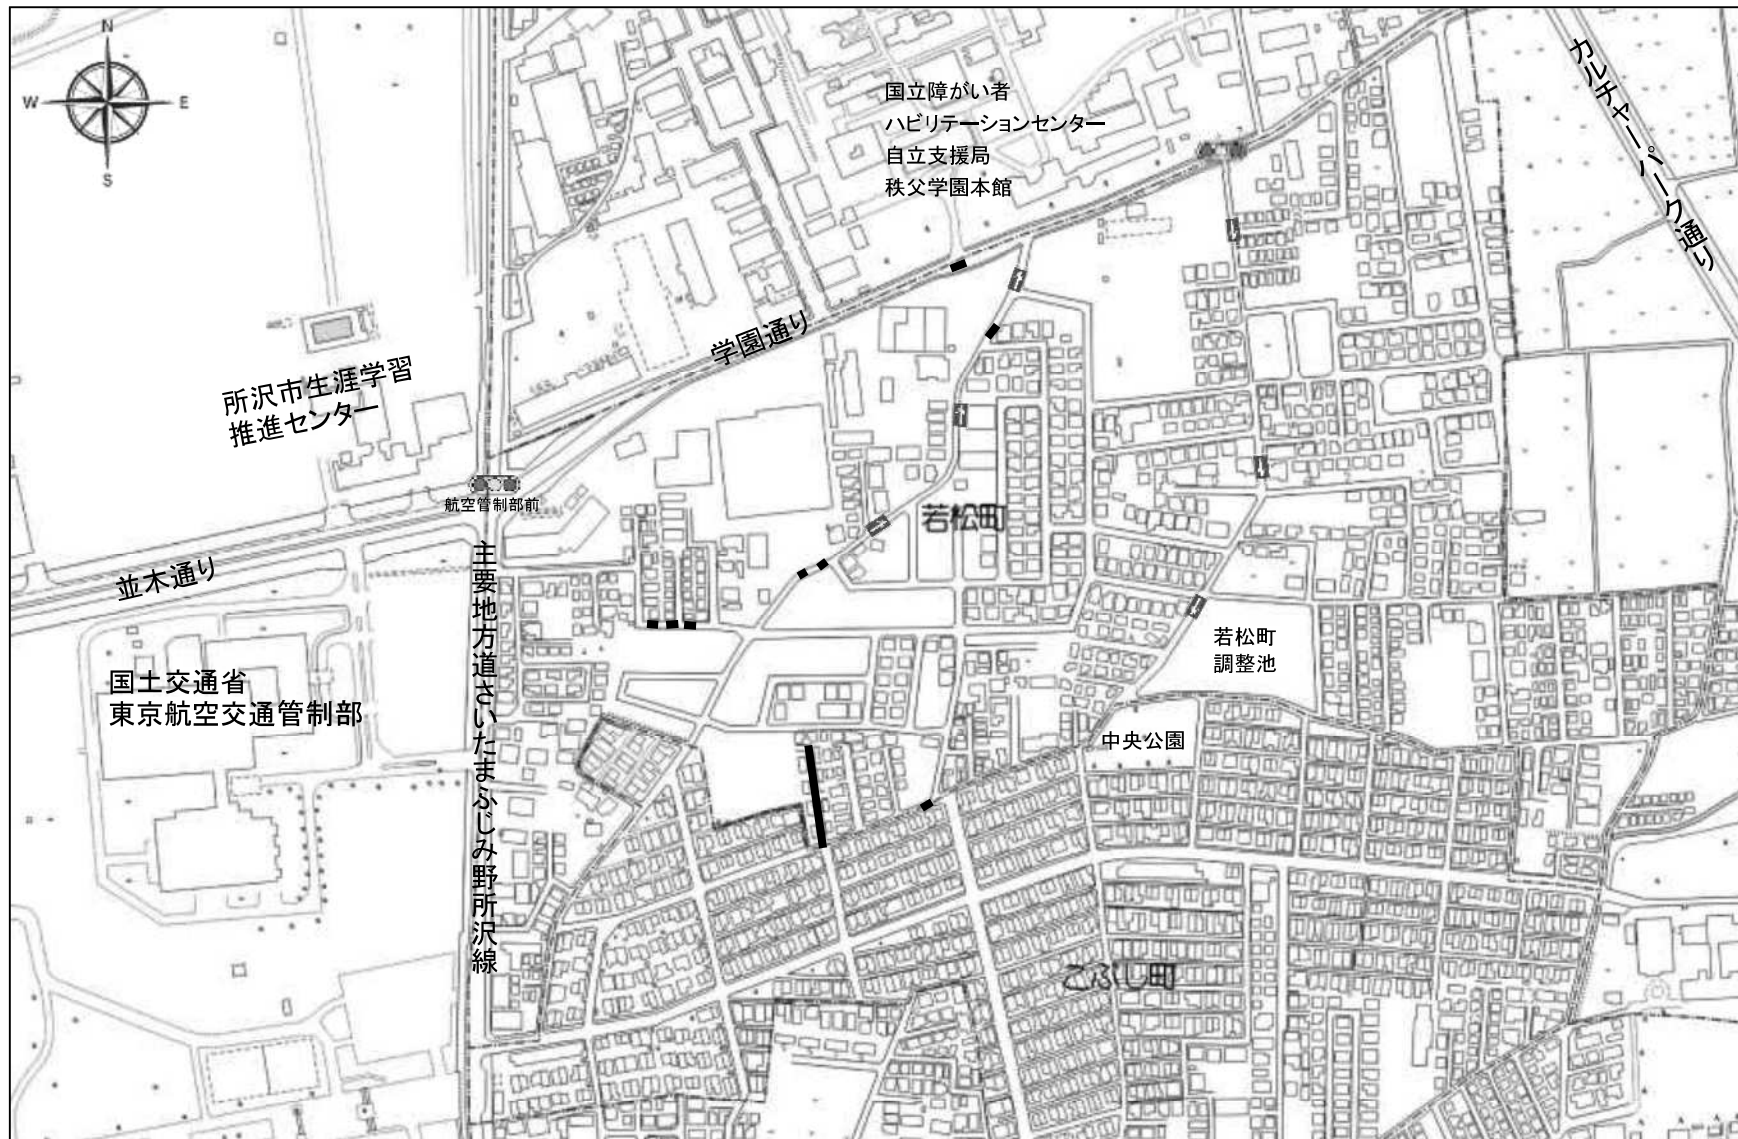 N
W
E
S
国立障がい者
ハビリテーションセンター
自立支援局
秩父学園本館
カルチャーパーク通り
学園通り
所沢市生涯学習
推進センター
航空管制部前
若松町
並木通り
主要地方道さいたまふじみ野所沢線
若松町
調整池
国土交通省
東京航空交通管制部
中央公園
こぶし町